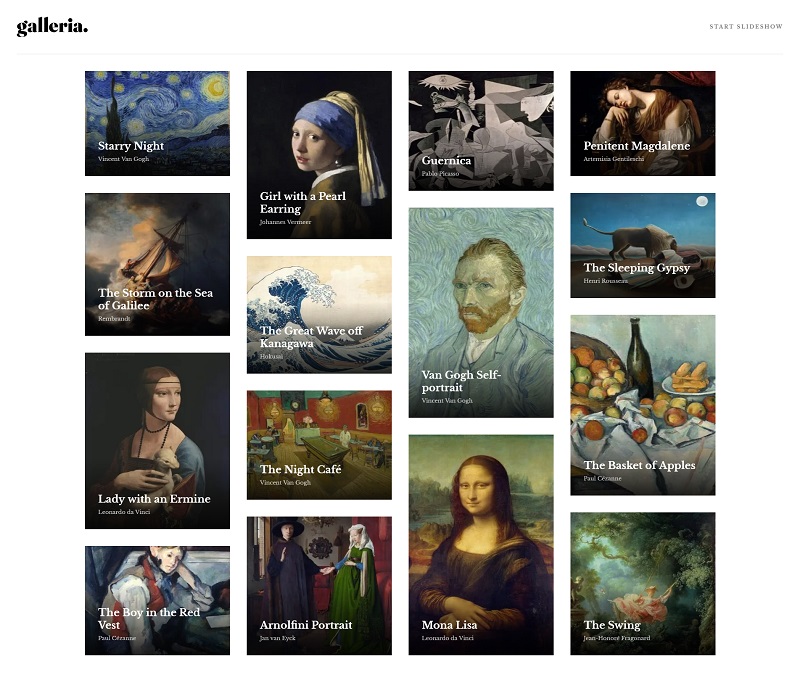 galleria.
START SLIDESHOW
Starry Night
Vincent Van Gogh
The Storm on the Sea
of Galilee
Rembrandt
Lady with an Ermine
Leonardo da Vinci
The Boy in the Red
Vest
Paul Cézanne
Girl with a Pearl
Earring
Johannes Vermeer
The Great Wave off
Kanagawa
Hokusai
The Night Café
Vincent Van Gogh
Arnolfini Portrait
Jan van Eyck
Guernica
Pablo Picasso
Van Gogh Self-
portrait
Vincent Van Gogh
Mona Lisa
Leonardo da Vinci
Penitent Magdalene
Artemisia Gentileschi
The Sleeping Gypsy
Henri Rousseau
The Basket of Apples
Paul Cézanne
The Swing
Jean-Honoré Fragonard